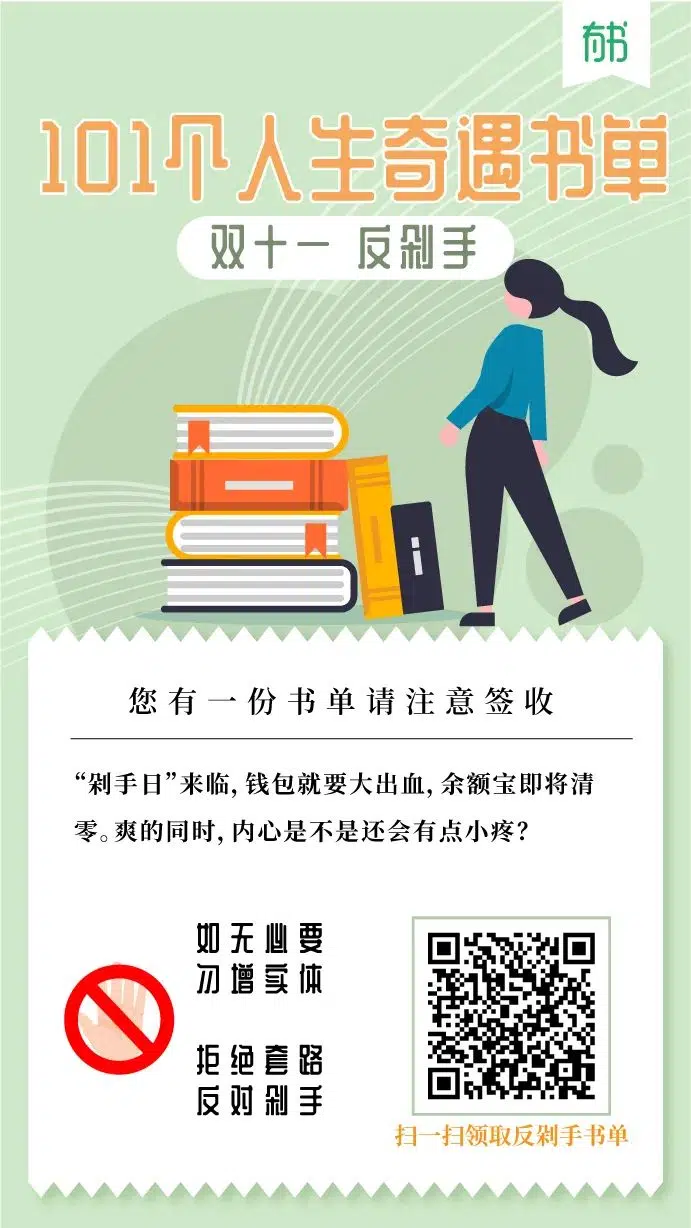 有书
101个人生奇遇书单
双十一 反剁手
您有一份书单请注意签收
“剁手日”来临，钱包就要大出血，余额宝即将清
零。爽的同时，内心是不是还会有点小疼？
如无必要
勿增实体
拒绝套路
反对剁手
扫一扫领取反剁手书单